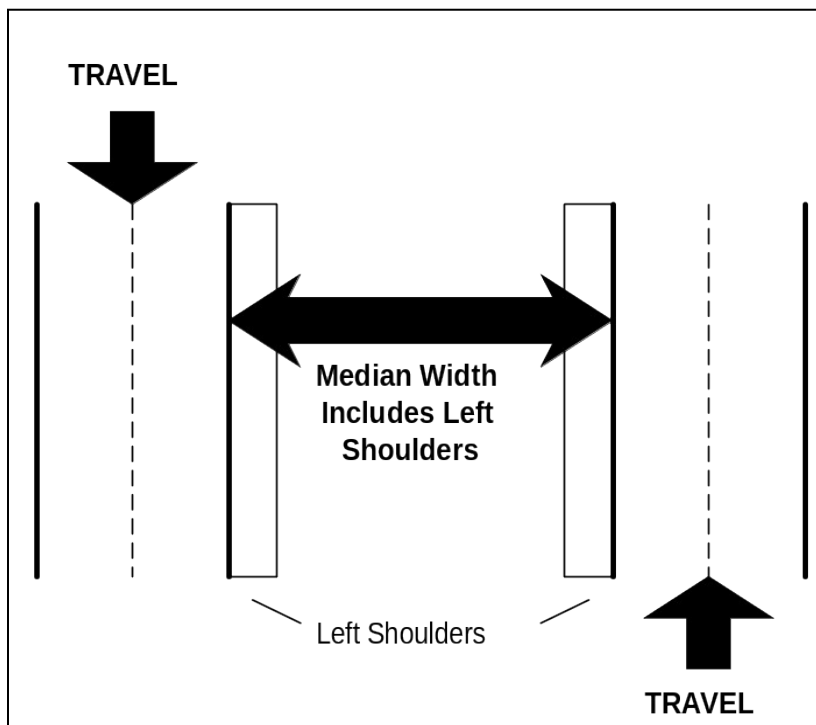 TRAVEL
Median Width
Includes Left
Shoulders
Left Shoulders
TRAVEL